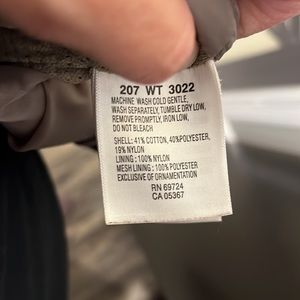 207 WT 3022
MACHINE WASH COLD GENTLE,
WASH SEPARATELY, TUMBLE DRY LOW,
REMOVE PROMPTLY, IRON LOW,
DO NOT BLEACH
SHELL: 41% COTTON, 40% POLYESTER,
19% NYLON
LINING : 100% NYLON
MESH LINING : 100% POLYESTER
EXCLUSIVE OF ORNAMENTATION
RN 69724
CA 05367